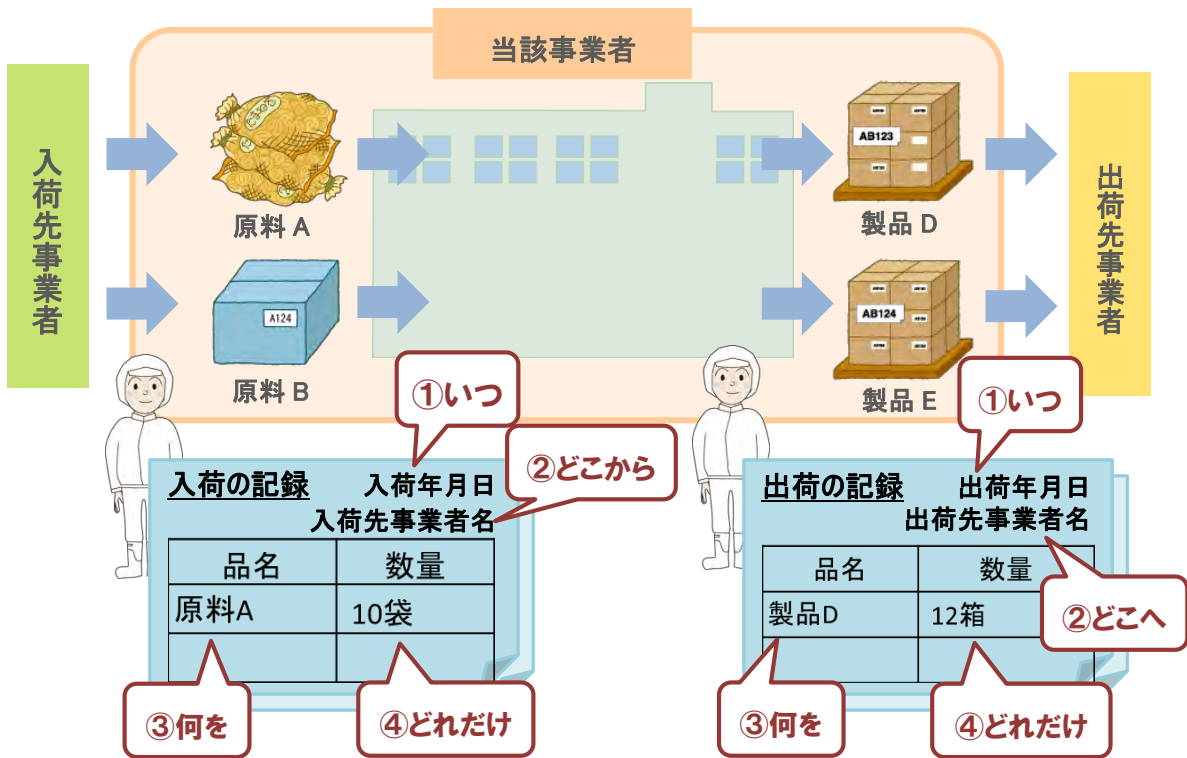 当該事業者
入荷先事業者
原料 A
原料 B
A124
AB123
製品 D
AB124
製品 E
出荷先事業者
①いつ
②どこから
入荷の記録 入荷年月日
入荷先事業者名
品名 数量
原料A 10袋
③何を
④どれだけ
①いつ
出荷の記録 出荷年月日
出荷先事業者名
②どこへ
品名 数量
製品D 12箱
③何を
④どれだけ